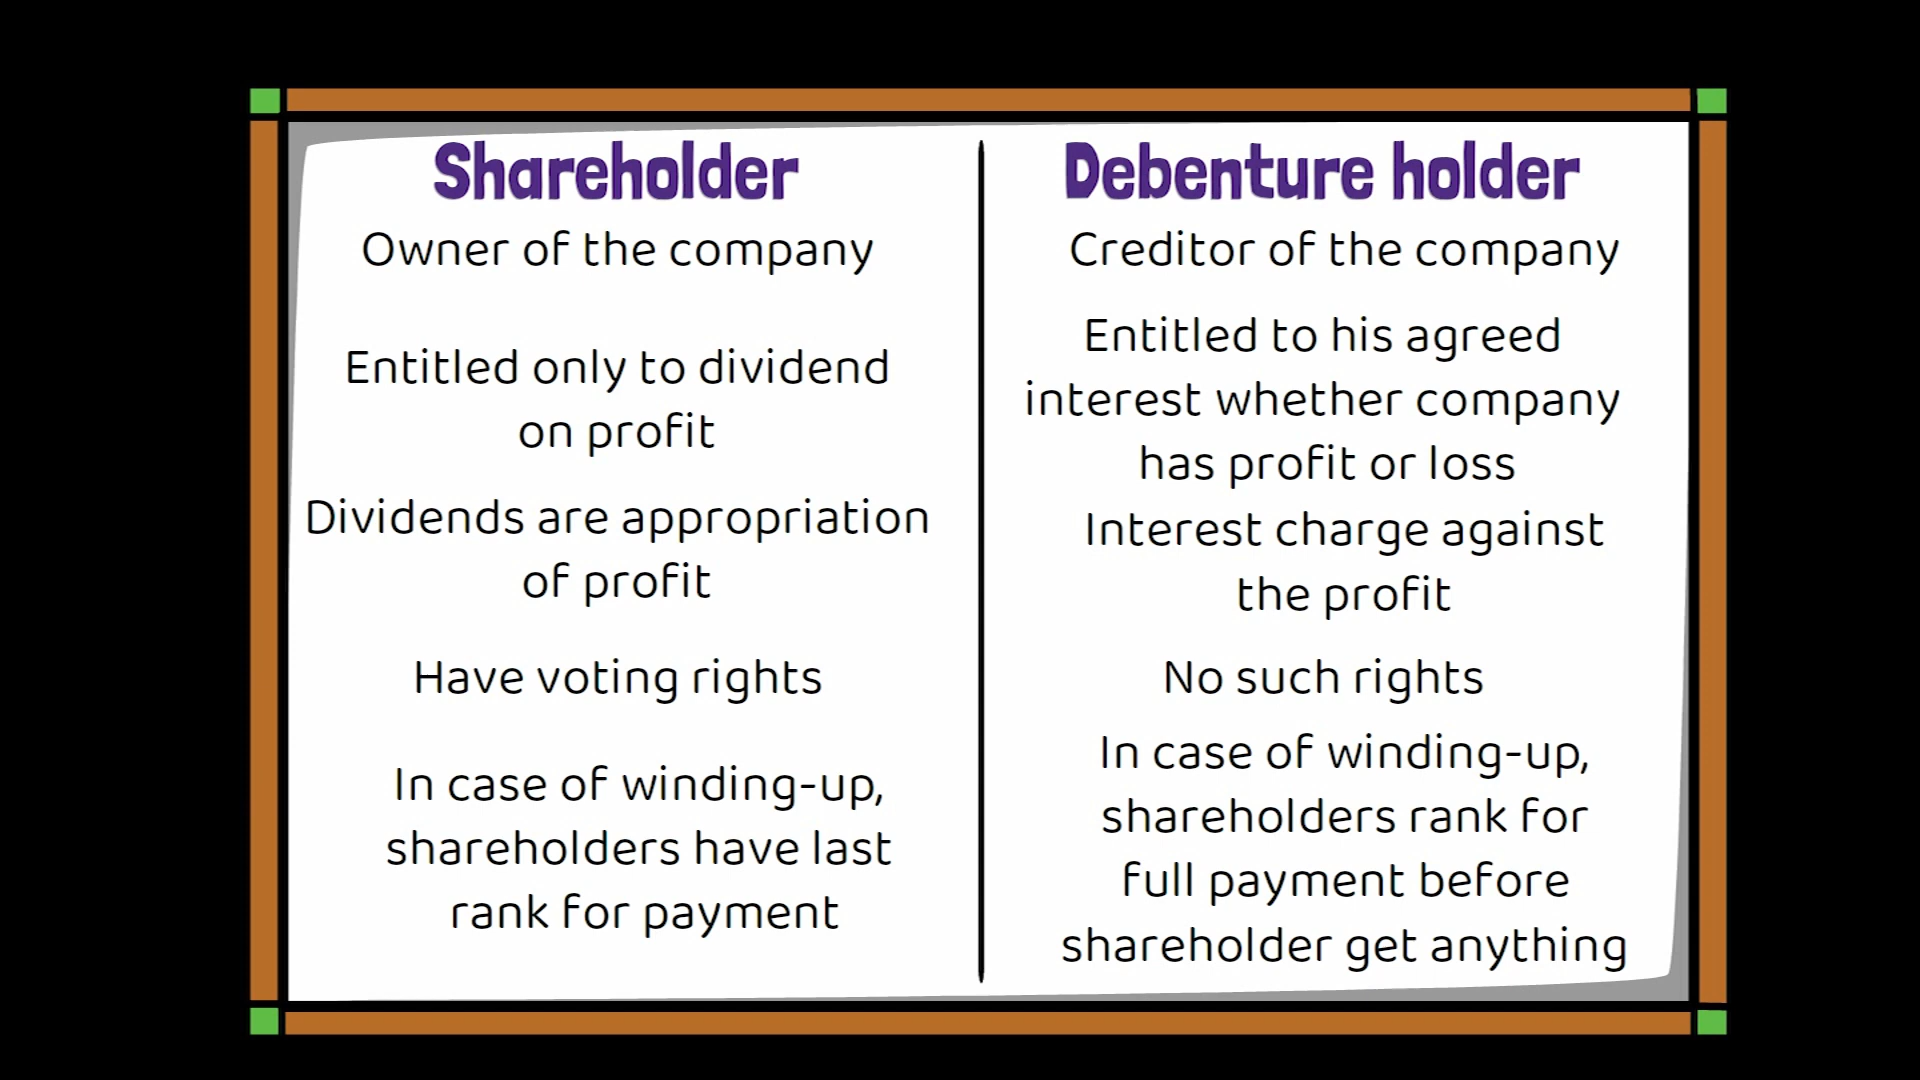 Shareholder
Owner of the company
Entitled only to dividend
on profit
Dividends are appropriation
of profit
Have voting rights
In case of winding-up,
shareholders have last
rank for payment
Debenture holder
Creditor of the company
Entitled to his agreed
interest whether company
has profit or loss
Interest charge against
the profit
No such rights
In case of winding-up,
shareholders rank for
full payment before
shareholder get anything